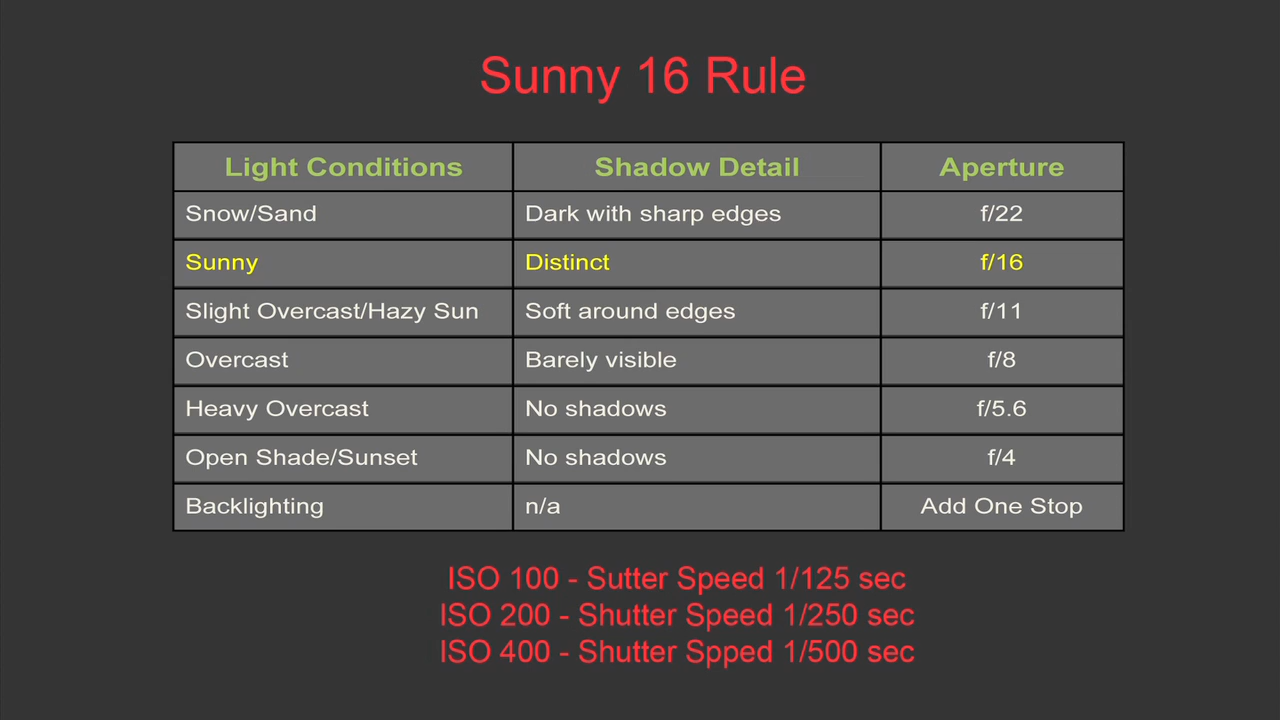 Sunny 16 Rule
Light Conditions Shadow Detail Aperture
Snow/Sand Dark with sharp edges f/22
Sunny Distinct f/16
Slight Overcast/Hazy Sun Soft around edges f/11
Overcast Barely visible f/8
Heavy Overcast No shadows f/5.6
Open Shade/Sunset No shadows f/4
Backlighting n/a Add One Stop
ISO 100 - Sutter Speed 1/125 sec
ISO 200 - Shutter Speed 1/250 sec
ISO 400 - Shutter Spped 1/500 sec